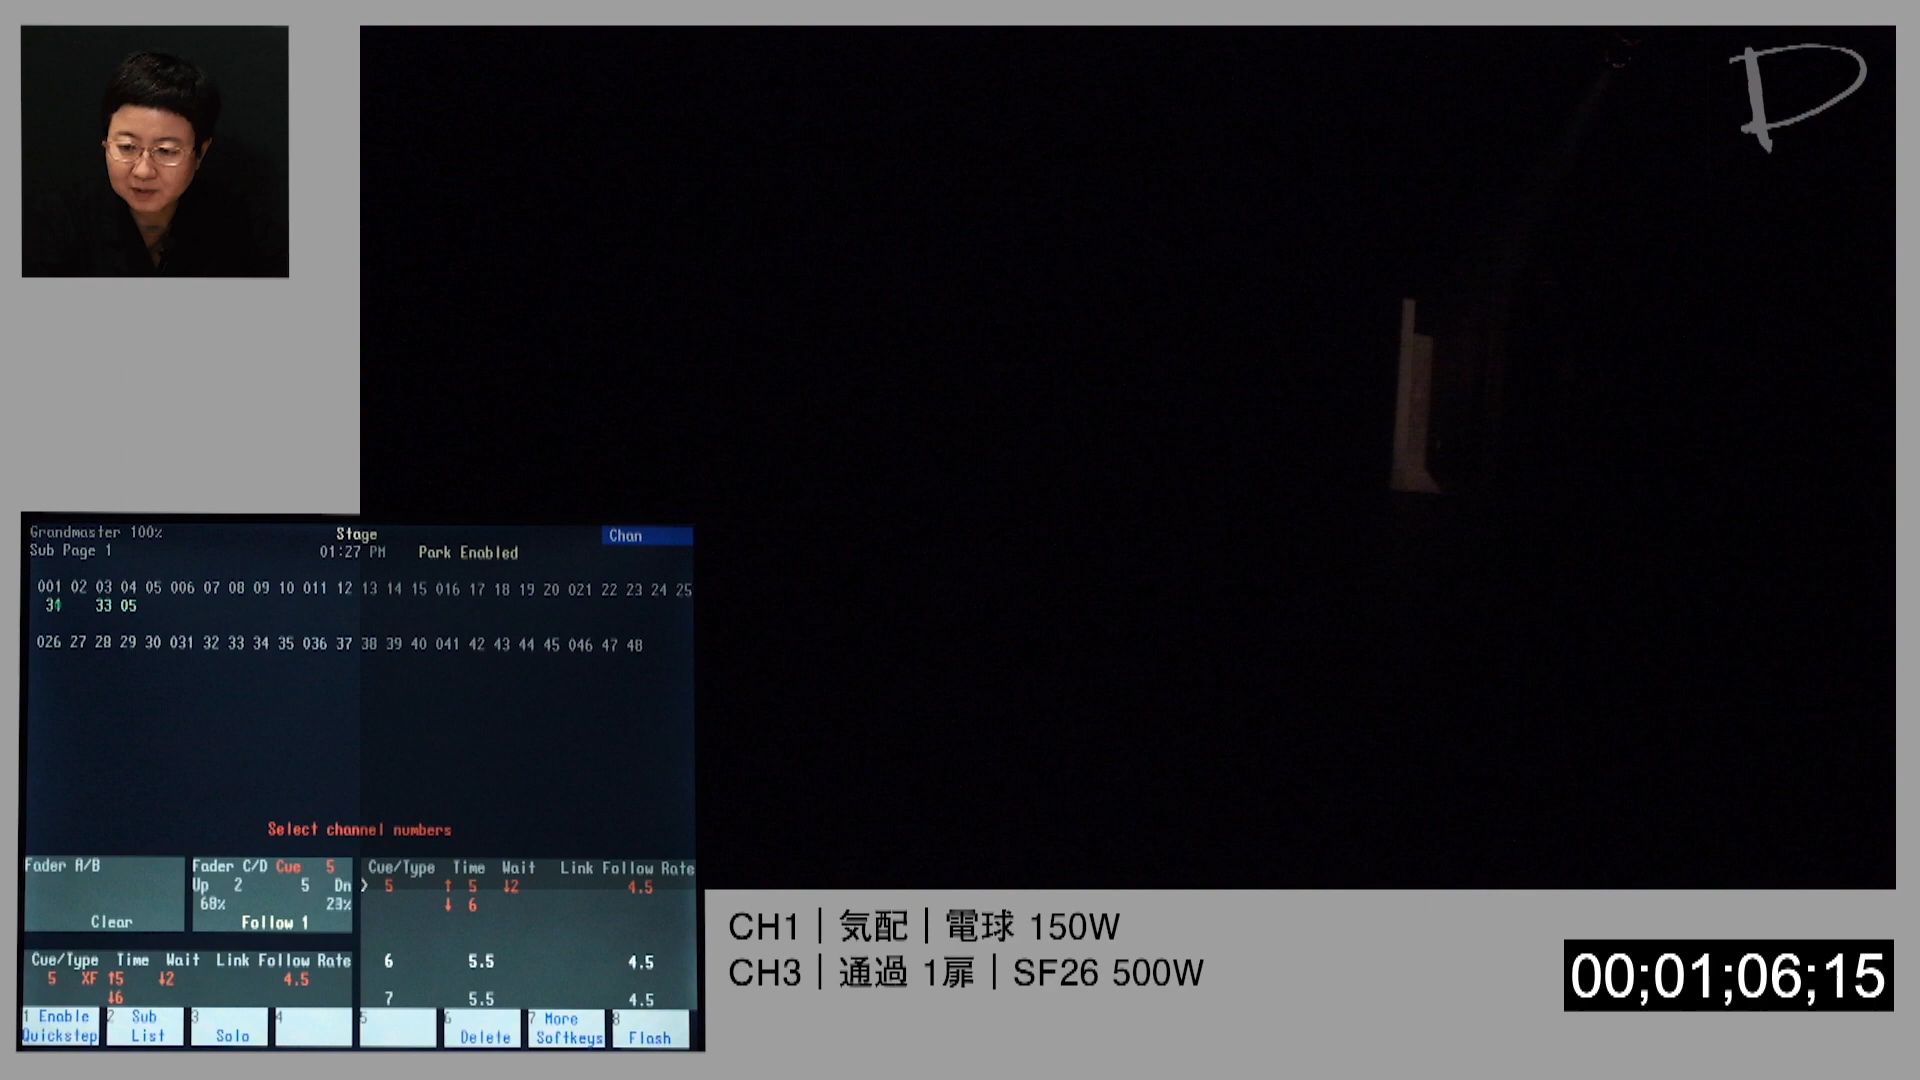 D
Grandmaster 100%
Stage
Chan
Sub Page 1
01:27 PM
Park Enabled
001 02 03 04 05 006 07 08 09 10 011 12 13 14 15 016 17 18 19 20 021 22 23 24 25
33 05
026 27 28 29 30 031 32 33 34 35 036 37 38 39 40 041 42 43 44 45 046 47 48
Select channel numbers
Fader A/B
Clear
Fader C/D Cue 5
Up 2 5 Dn
68% 23%
Follow 1
Cue/Type Time Wait Link Follow Rate
5 ↑ 5 ↓2 4.5
↓ 6
6 5.5 4.5
7 5.5 4.5
Cue/Type Time Wait Link Follow Rate
5 XF ↑5 ↓2 4.5
↓6
1 Enable Quickstep
2 Sub List
3 Solo
4
5
6 Delete
7 More Softkeys
8 Flash
CH1｜気配｜電球 150W
CH3｜通過 1扉｜SF26 500W
00;01;06;15